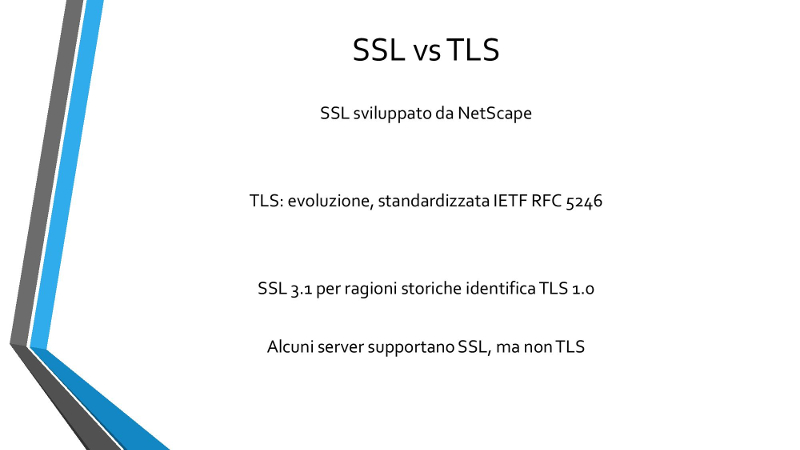 SSL vs TLS
SSL sviluppato da NetScape
TLS: evoluzione, standardizzata IETF RFC 5246
SSL 3.1 per ragioni storiche identifica TLS 1.0
Alcuni server supportano SSL, ma non TLS